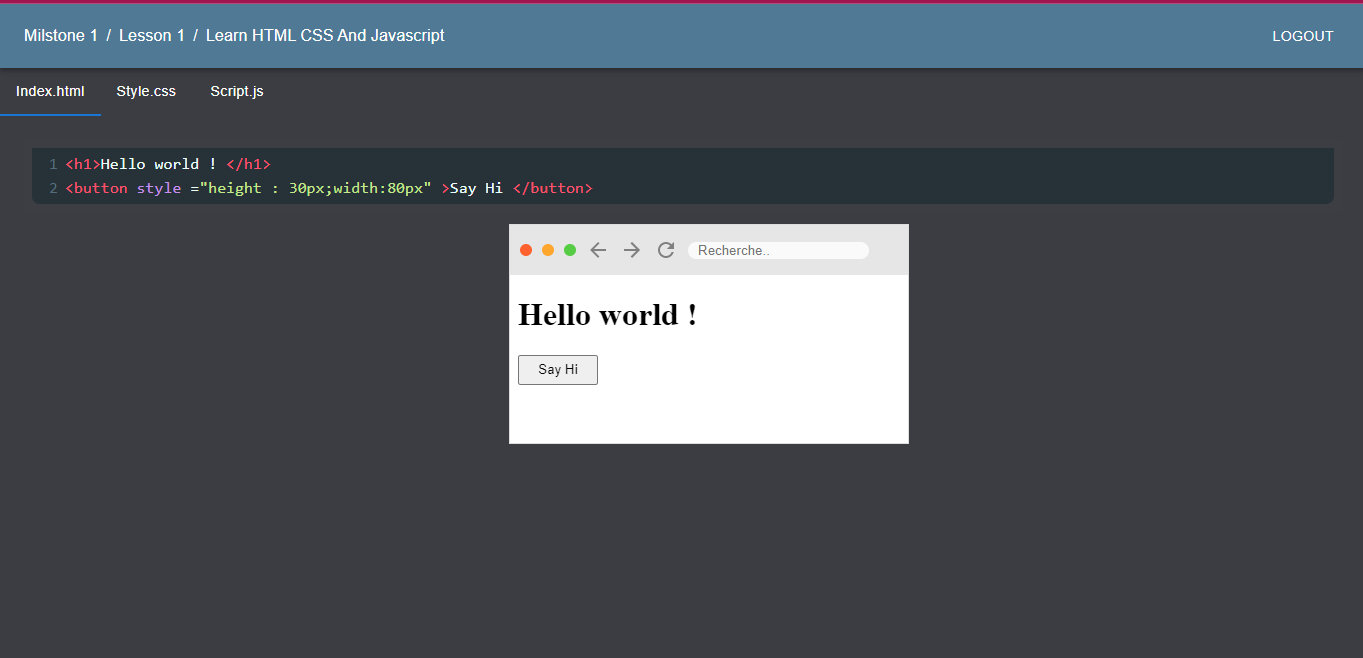 Milstone 1 / Lesson 1 / Learn HTML CSS And Javascript
LOGOUT
Index.html Style.css Script.js
1 <h1>Hello world ! </h1>
2 <button style ="height : 30px;width:80px" >Say Hi </button>
Recherche..
Hello world !
Say Hi